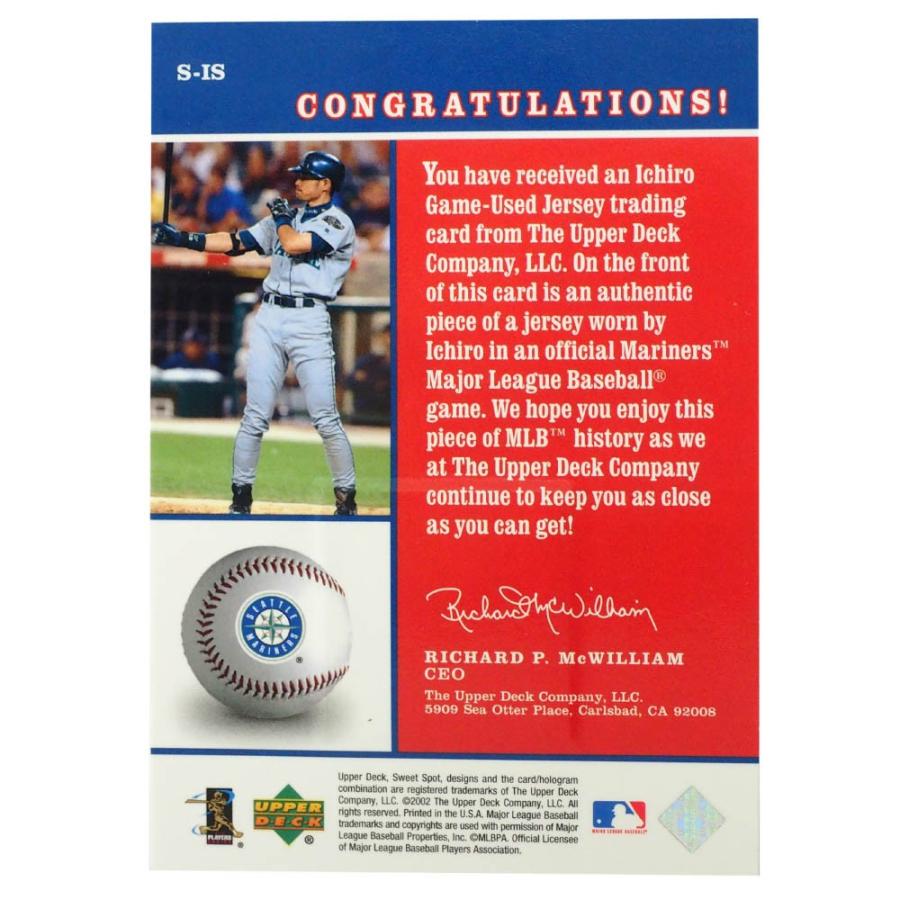 S-IS
CONGRATULATIONS!
You have received an Ichiro
Game-Used Jersey trading
card from The Upper Deck
Company, LLC. On the front
of this card is an authentic
piece of a jersey worn by
Ichiro in an official Mariners™
Major League Baseball®
game. We hope you enjoy this
piece of MLB™ history as we
at The Upper Deck Company
continue to keep you as close
as you can get!
Richard McWilliam
RICHARD P. McWILLIAM
CEO
The Upper Deck Company, LLC.
5909 Sea Otter Place, Carlsbad, CA 92008
SEATTLE
MARINERS
®
PLAYERS
®
UPPER
DECK
®
Upper Deck, Sweet Spot, designs and the card/hologram
combination are registered trademarks of The Upper Deck
Company, LLC. ©2002 The Upper Deck Company, LLC. All
rights reserved. Printed in the U.S.A. Major League Baseball
trademarks and copyrights are used with permission of Major
League Baseball Properties, Inc. ©MLBPA. Official Licensee
of Major League Baseball Players Association.
MAJOR LEAGUE BASEBALL